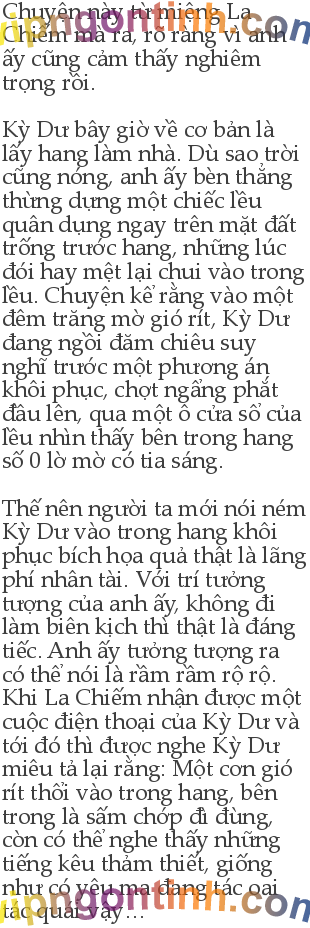 Chuyện này từ miệng La
Chiếm mà ra, rõ ràng vì anh
ấy cũng cảm thấy nghiêm
trọng rồi.
Kỳ Dư bây giờ về cơ bản là
lấy hang làm nhà. Dù sao trời
cũng nóng, anh ấy bèn thẳng
thừng dựng một chiếc lều
quân dụng ngay trên mặt đất
trống trước hang, những lúc
đói hay mệt lại chui vào trong
lều. Chuyện kể rằng vào một
đêm trăng mờ gió rít, Kỳ Dư
đang ngồi đăm chiêu suy
nghĩ trước một phương án
khôi phục, chợt ngẩng phắt
đầu lên, qua một ô cửa sổ của
lều nhìn thấy bên trong hang
số 0 lờ mờ có tia sáng.
Thế nên người ta mới nói ném
Kỳ Dư vào trong hang khôi
phục bích họa quả thật là lãng
phí nhân tài. Với trí tưởng
tượng của anh ấy, không đi
làm biên kịch thì thật là đáng
tiếc. Anh ấy tưởng tượng ra
có thể nói là rầm rầm rộ rộ.
Khi La Chiếm nhận được một
cuộc điện thoại của Kỳ Dư và
tới đó thì được nghe Kỳ Dư
miêu tả lại rằng: Một cơn gió
rít thổi vào trong hang, bên
trong là sấm chớp đì đùng,
còn có thể nghe thấy những
tiếng kêu thảm thiết, giống
như có yêu ma đang tác oai
tác quái vậy...
vipngontinh.com
vipngontinh.com